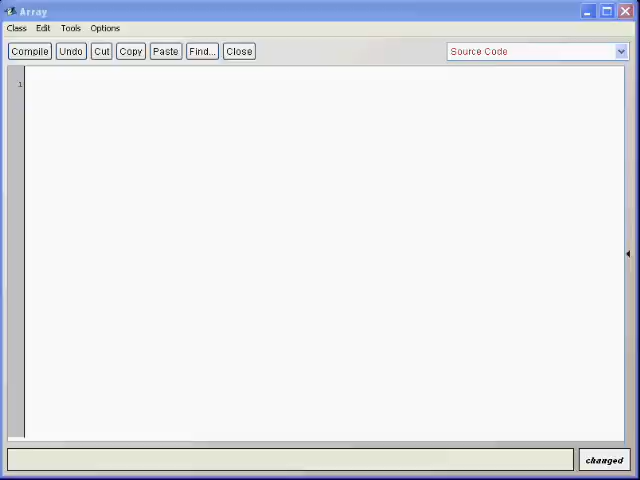 Array
Class Edit Tools Options
Compile Undo Cut Copy Paste Find... Close Source Code
1
changed